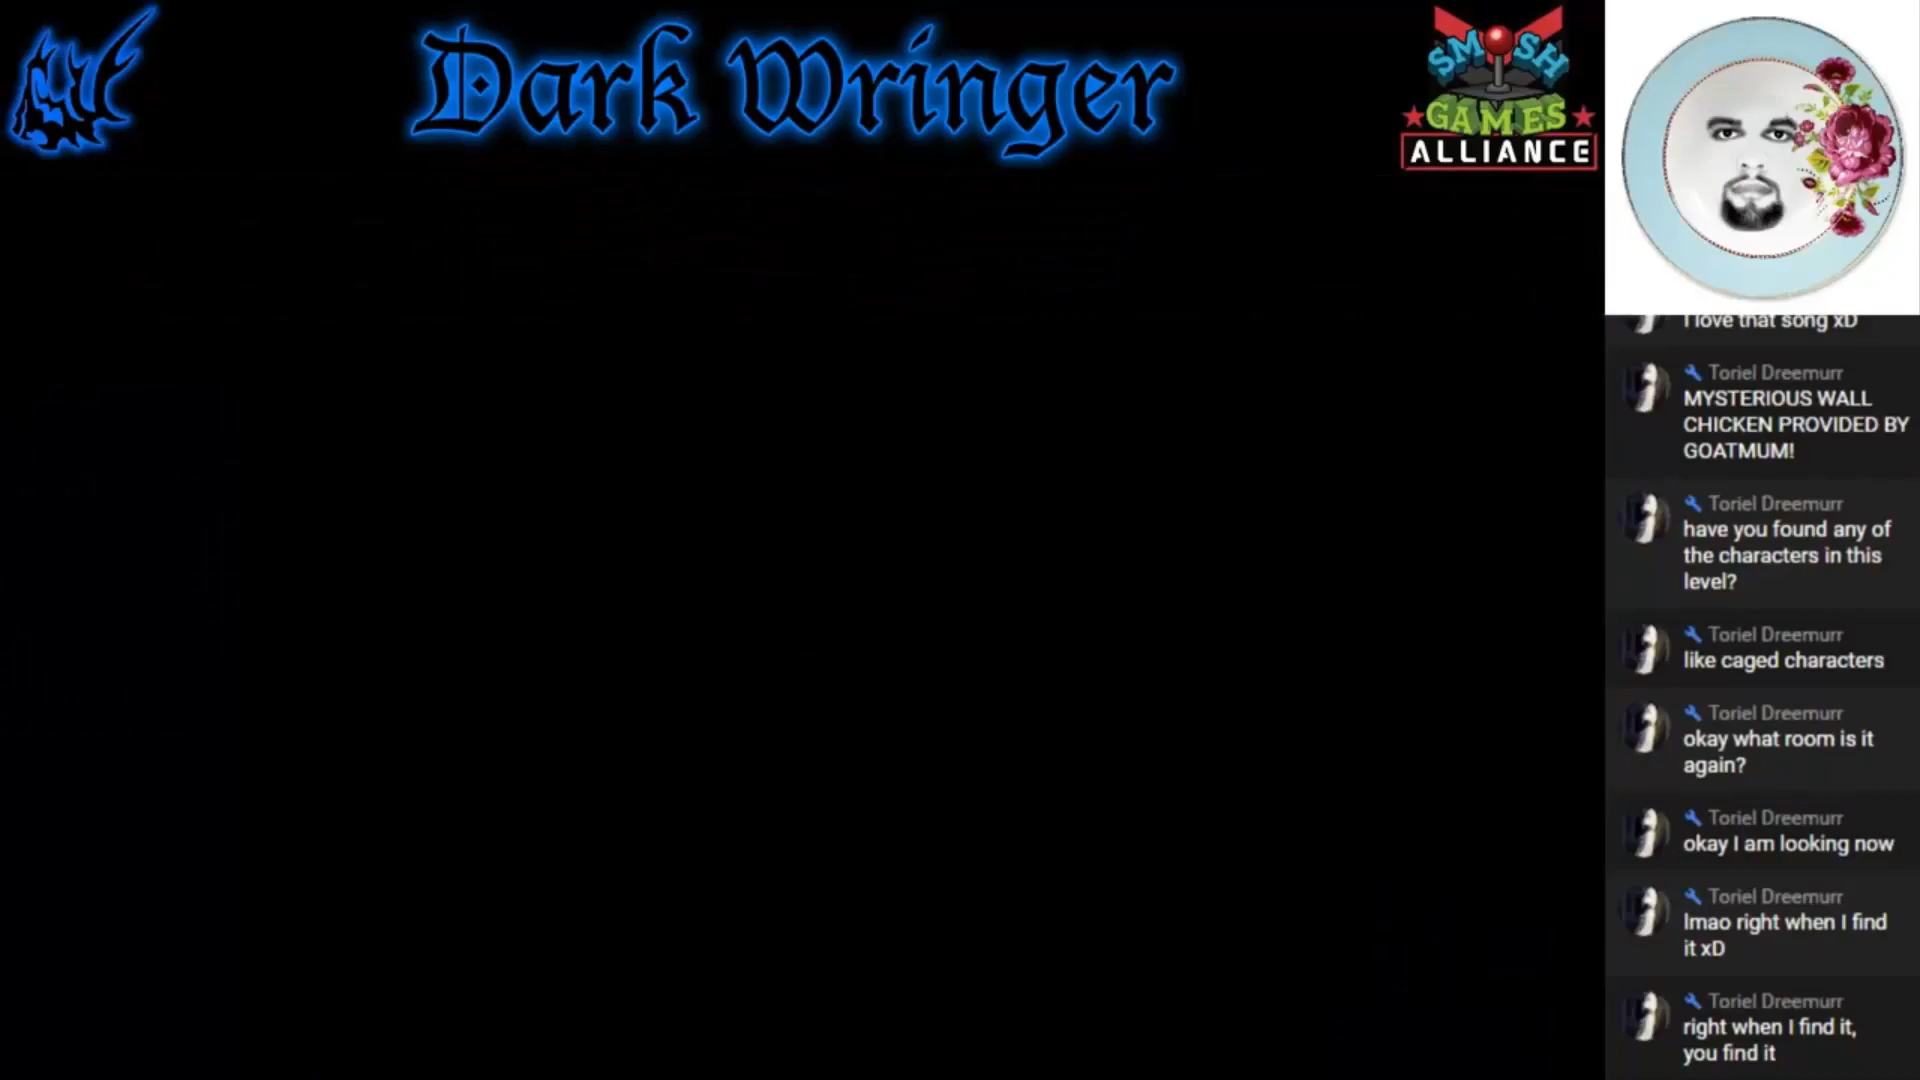 Dark Wringer
SMOSH
GAMES
ALLIANCE
I love that song xD
Toriel Dreemurr
MYSTERIOUS WALL
CHICKEN PROVIDED BY
GOATMUM!
Toriel Dreemurr
have you found any of
the characters in this
level?
Toriel Dreemurr
like caged characters
Toriel Dreemurr
okay what room is it
again?
Toriel Dreemurr
okay I am looking now
Toriel Dreemurr
lmao right when I find
it xD
Toriel Dreemurr
right when I find it,
you find it